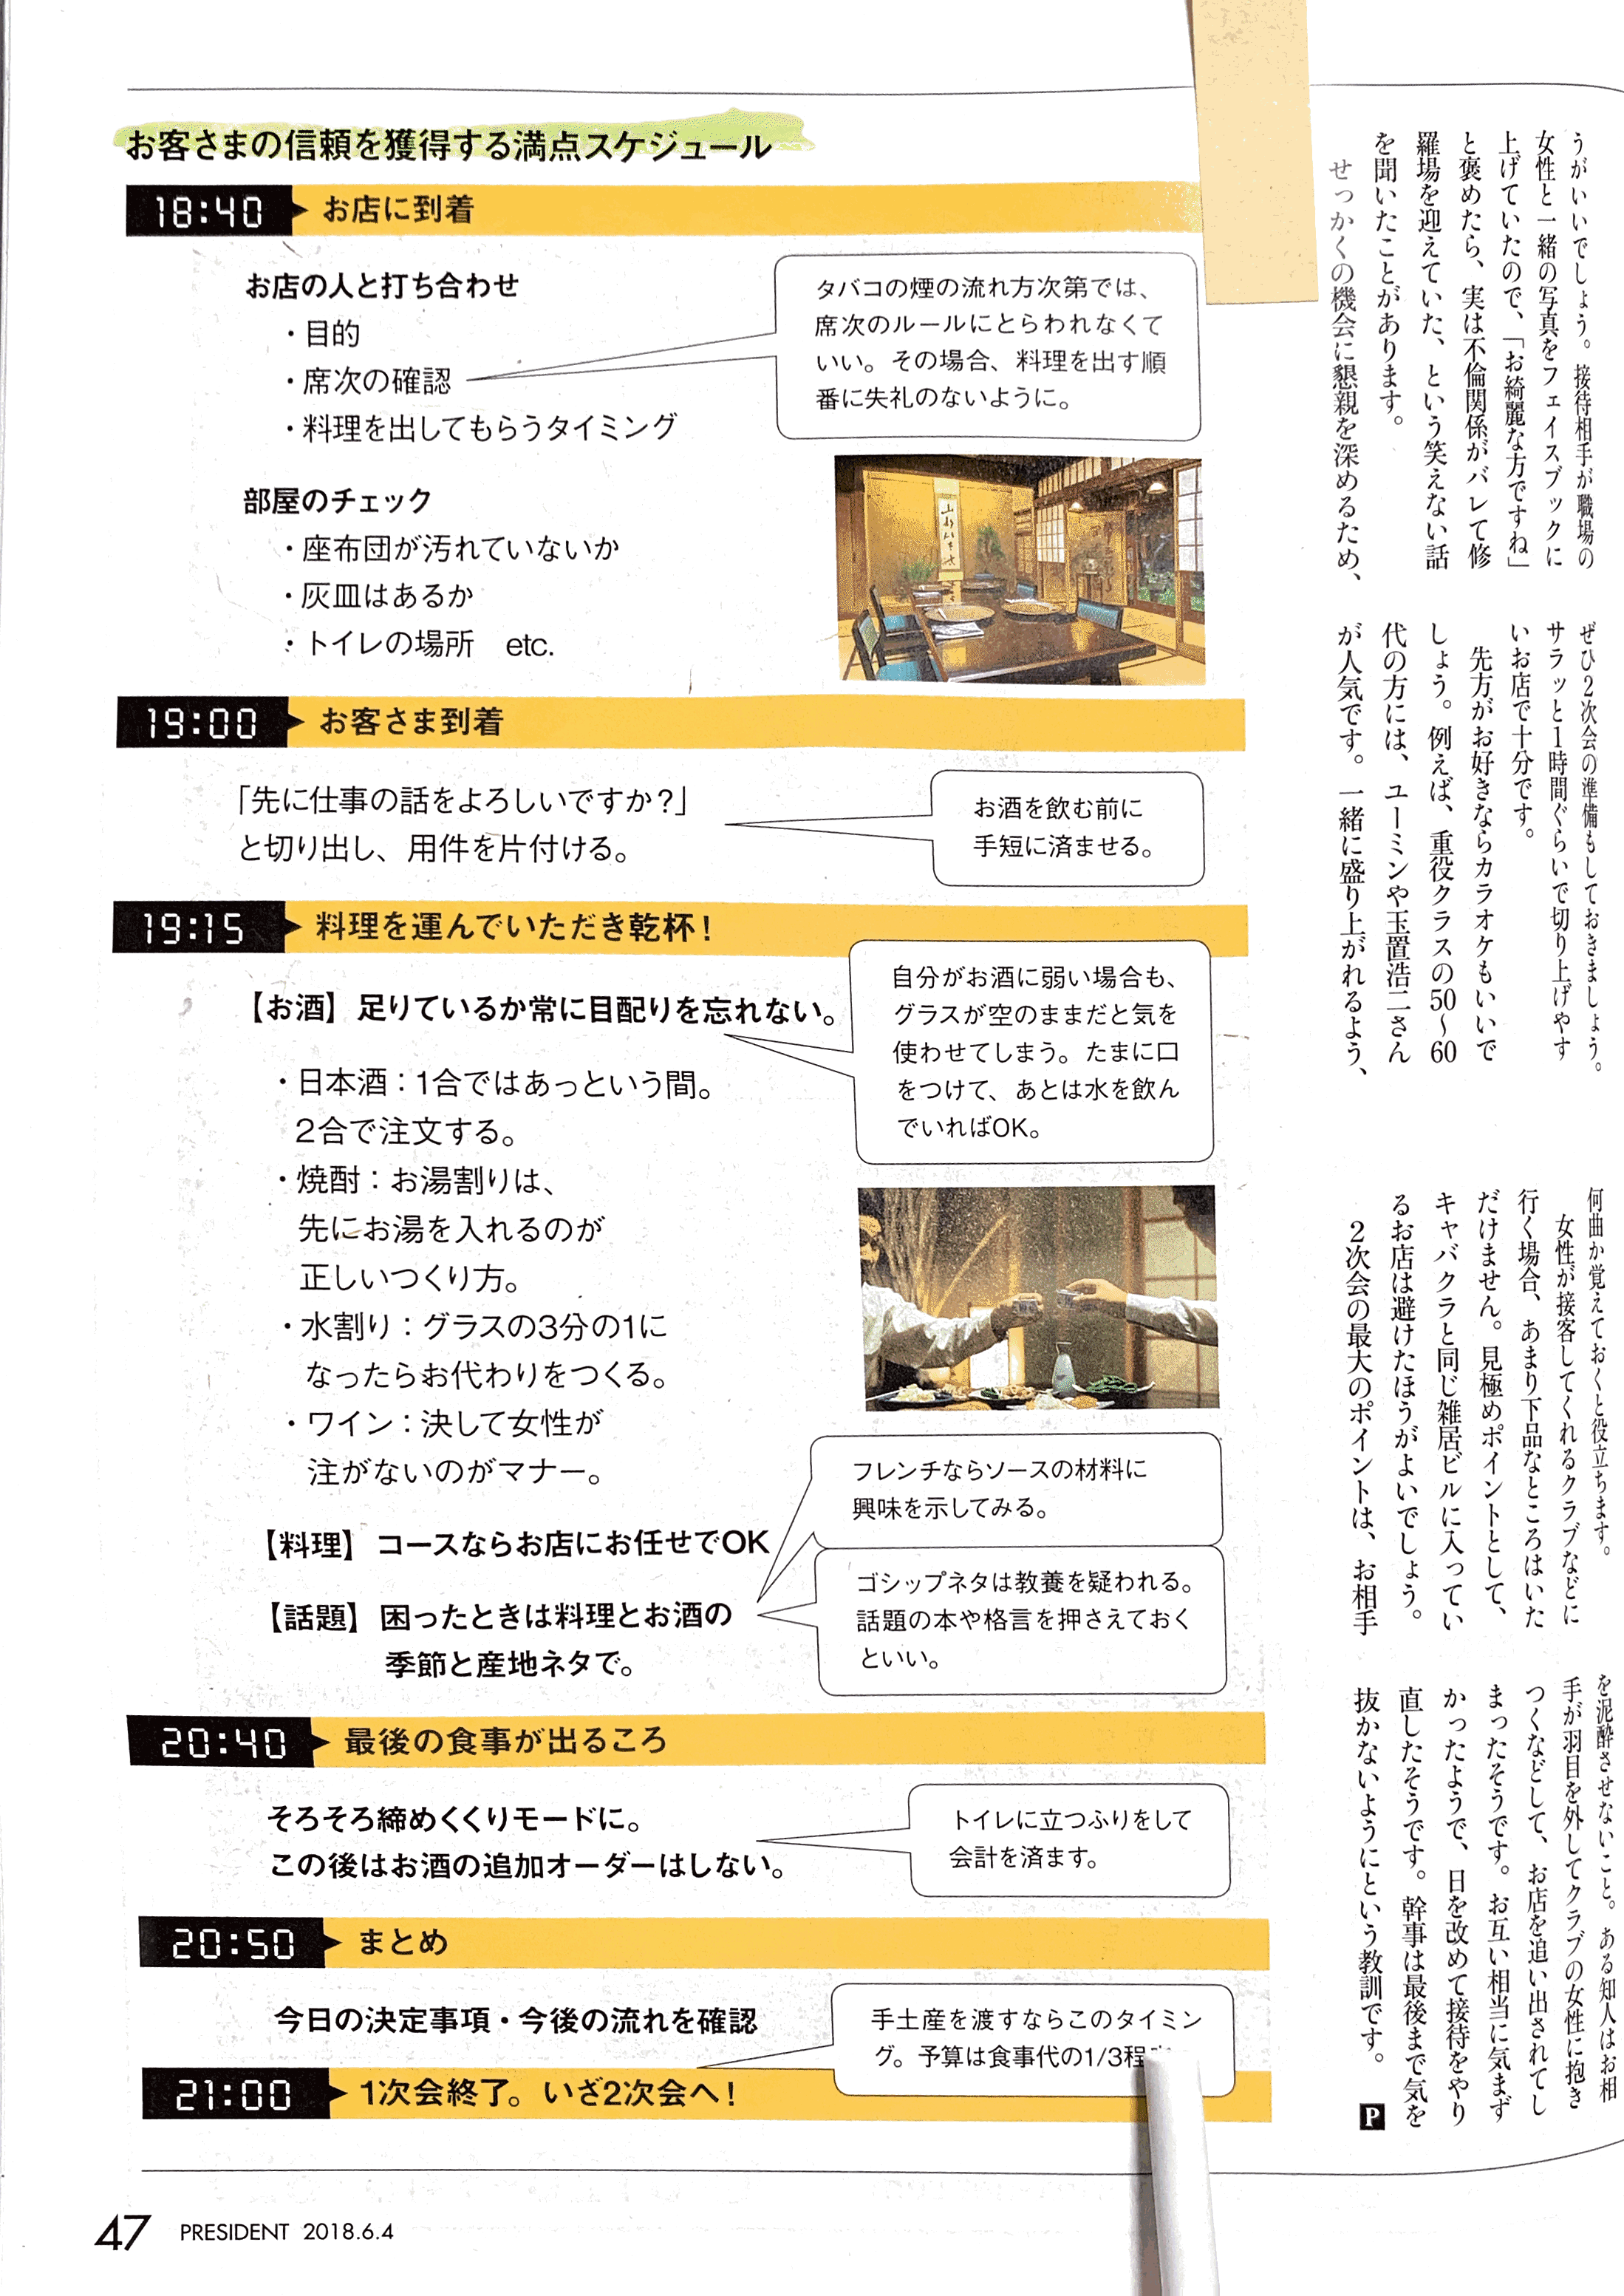 お客さまの信頼を獲得する満点スケジュール
18:40
お店に到着
お店の人と打ち合わせ
・目的
・席次の確認
・料理を出してもらうタイミング
タバコの煙の流れ方次第では、
席次のルールにとらわれなくて
いい。その場合、料理を出す順
番に失礼のないように。
部屋のチェック
・座布団が汚れていないか
・灰皿はあるか
・トイレの場所　etc.
19:00
お客さま到着
「先に仕事の話をよろしいですか？」
と切り出し、用件を片付ける。
お酒を飲む前に
手短に済ませる。
19:15
料理を運んでいただき乾杯！
【お酒】足りているか常に目配りを忘れない。
自分がお酒に弱い場合も、
グラスが空のままだと気を
使わせてしまう。たまに口
をつけて、あとは水を飲ん
でいればOK。
・日本酒：1合ではあっという間。
2合で注文する。
・焼酎：お湯割りは、
先にお湯を入れるのが
正しいつくり方。
・水割り：グラスの3分の1に
なったらお代わりをつくる。
・ワイン：決して女性が
注がないのがマナー。
【料理】コースならお店にお任せでOK
【話題】困ったときは料理とお酒の
季節と産地ネタで。
フレンチならソースの材料に
興味を示してみる。
ゴシップネタは教養を疑われる。
話題の本や格言を押さえておく
といい。
20:40
最後の食事が出るころ
そろそろ締めくくりモードに。
この後はお酒の追加オーダーはしない。
トイレに立つふりをして
会計を済ます。
20:50
まとめ
今日の決定事項・今後の流れを確認
手土産を渡すならこのタイミン
グ。予算は食事代の1/3程
21:00
1次会終了。いざ2次会へ！
うがいいでしょう。接待相手が職場の
女性と一緒の写真をフェイスブックに
上げていたので、「お綺麗な方ですね」
と褒めたら、実は不倫関係がバレて修
羅場を迎えていた、という笑えない話
を聞いたことがあります。
せっかくの機会に懇親を深めるため、
ぜひ2次会の準備もしておきましょう。
サラッと1時間ぐらいで切り上げやす
いお店で十分です。
先方がお好きならカラオケもいいで
しょう。例えば、重役クラスの50〜60
代の方には、ユーミンや玉置浩二さん
が人気です。一緒に盛り上がれるよう、
何曲か覚えておくと役立ちます。
女性が接客してくれるクラブなどに
行く場合、あまり下品なところはいた
だけません。見極めポイントとして、
キャバクラと同じ雑居ビルに入ってい
るお店は避けたほうがよいでしょう。
2次会の最大のポイントは、お相手
を泥酔させないこと。ある知人はお相
手が羽目を外してクラブの女性に抱き
つくなどして、お店を追い出されてし
まったそうです。お互い相当に気まず
かったようで、日を改めて接待をやり
直したそうです。幹事は最後まで気を
抜かないようにという教訓です。
P
47
PRESIDENT 2018.6.4